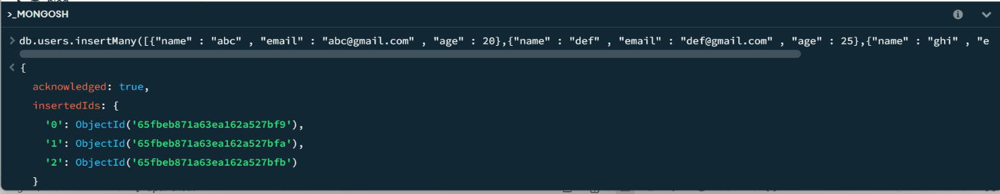 >_MONGOSH
> db.users.insertMany([{"name" : "abc" , "email" : "abc@gmail.com" , "age" : 20},{"name" : "def" , "email" : "def@gmail.com" , "age" : 25},{"name" : "ghi" , "e
< {
acknowledged: true,
insertedIds: {
'0': ObjectId('65fbeb871a63ea162a527bf9'),
'1': ObjectId('65fbeb871a63ea162a527bfa'),
'2': ObjectId('65fbeb871a63ea162a527bfb')
}